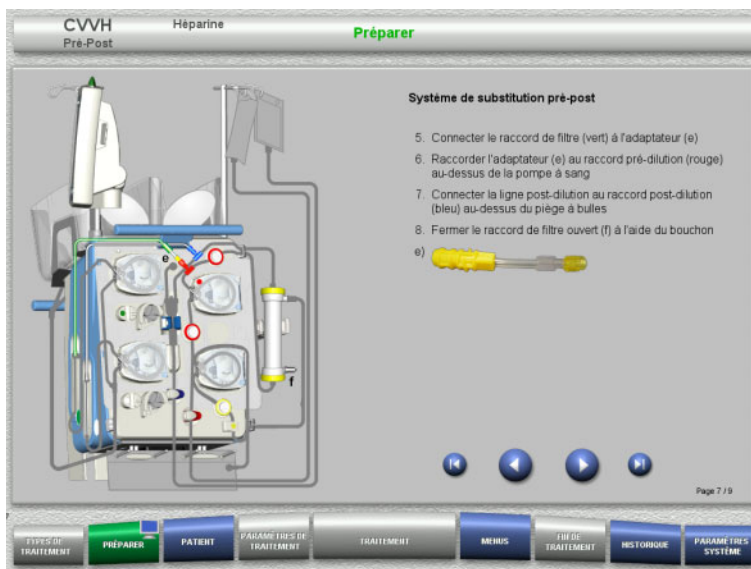 CVVH
Héparine
Préparer
Pré-Post
Système de substitution pré-post
5. Connecter le raccord de filtre (vert) à l'adaptateur (e)
6. Raccorder l'adaptateur (e) au raccord pré-dilution (rouge)
au-dessus de la pompe à sang
7. Connecter la ligne post-dilution au raccord post-dilution
(bleu) au-dessus du piège à bulles
8. Fermer le raccord de filtre ouvert (f) à l'aide du bouchon
e)
e
f
Page 7 / 9
TYPES DE
TRAITEMENT
PRÉPARER
PATIENT
PARAMÈTRES DE
TRAITEMENT
TRAITEMENT
MENUS
FIN DE
TRAITEMENT
HISTORIQUE
PARAMÈTRES
SYSTÈME